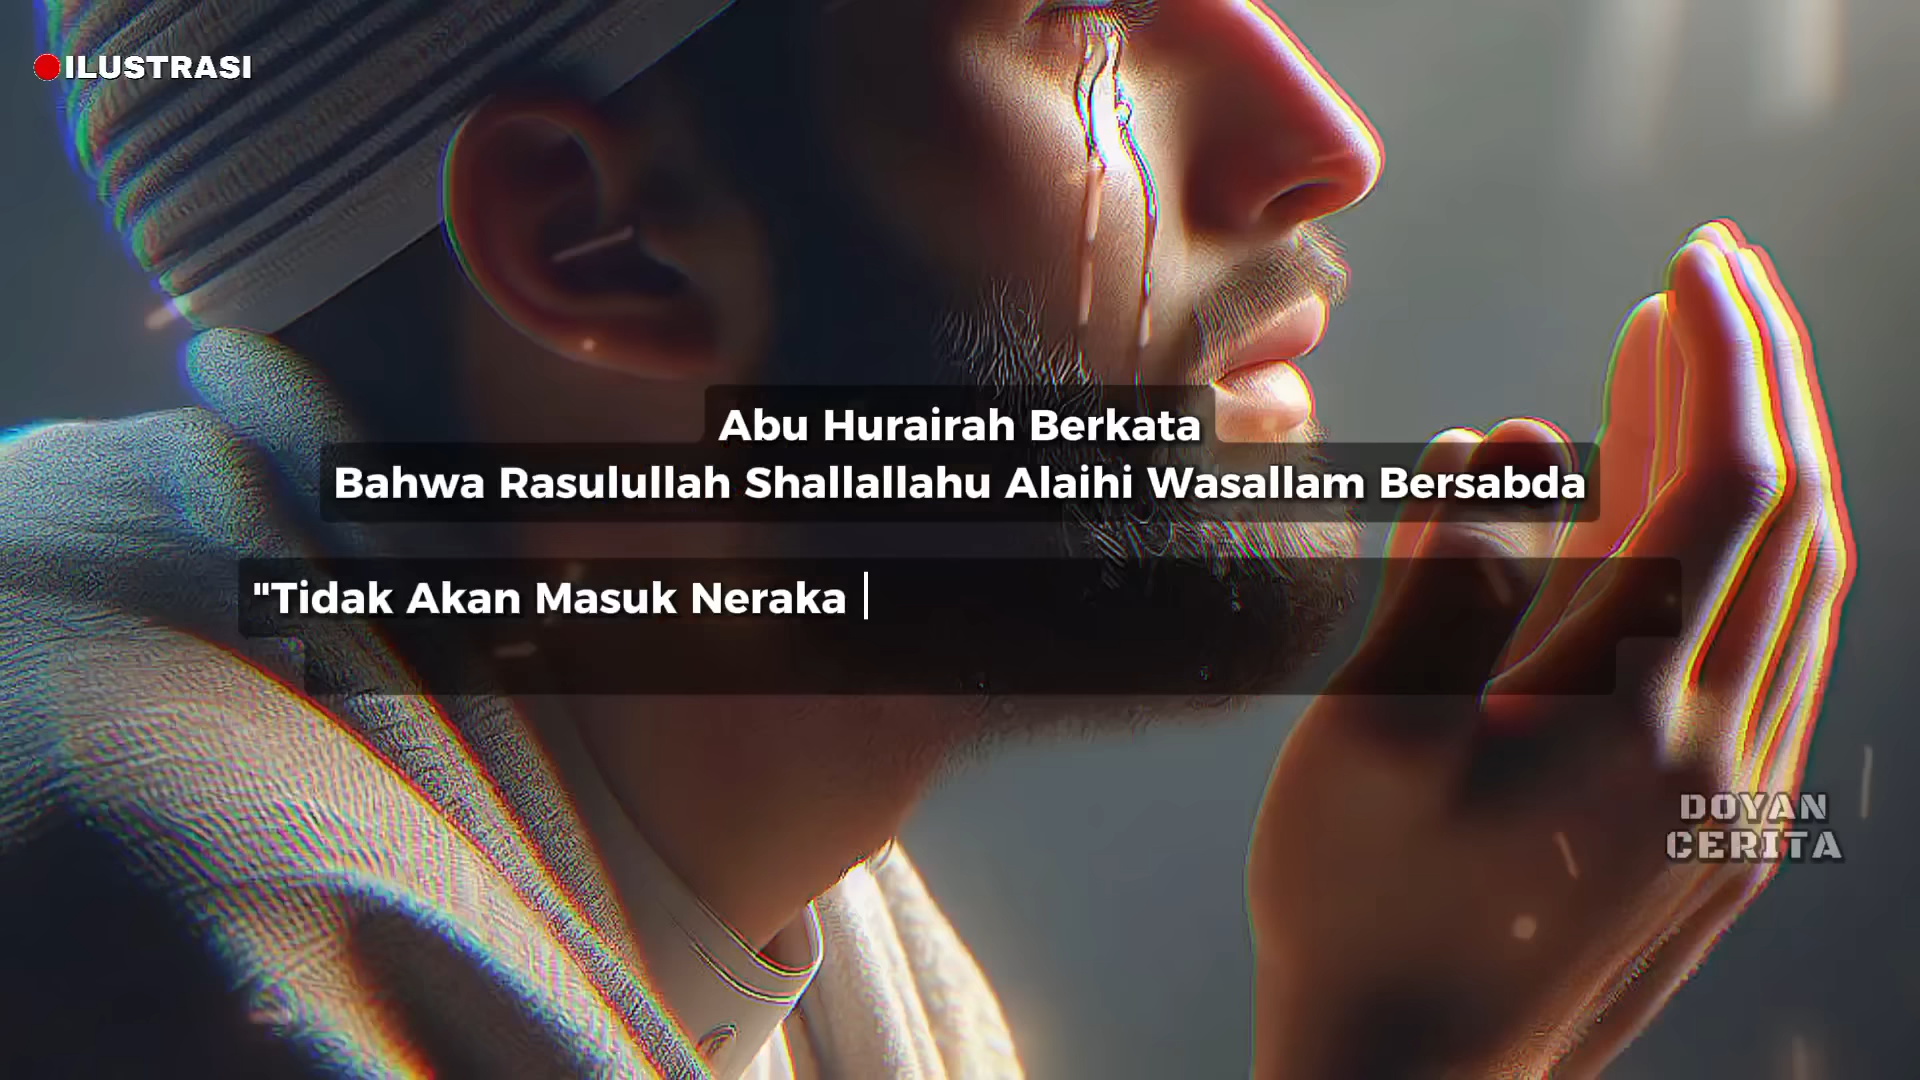 ILUSTRASI
Abu Hurairah Berkata
Bahwa Rasulullah Shallallahu Alaihi Wasallam Bersabda
"Tidak Akan Masuk Neraka
DOYAN
CERITA